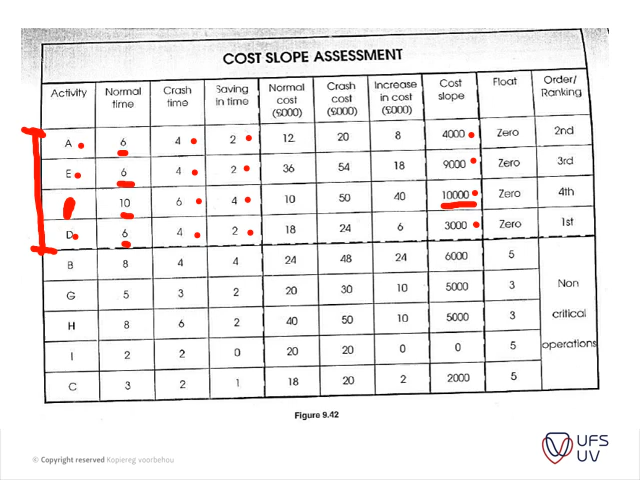 COST SLOPE ASSESSMENT
Activity Normal time Crash time Saving in time Normal cost (£000) Crash cost (£000) Increase in cost (£000) Cost slope Float Order/ Ranking
A 6 4 2 12 20 8 4000 Zero 2nd
E 6 4 2 36 54 18 9000 Zero 3rd
10 6 4 10 50 40 10000 Zero 4th
D 6 4 2 18 24 6 3000 Zero 1st
B 8 4 4 24 48 24 6000 5
G 5 3 2 20 30 10 5000 3 Non
H 8 6 2 40 50 10 5000 3 critical
I 2 2 0 20 20 0 0 5 operations
C 3 2 1 18 20 2 2000 5
Figure 9.42
© Copyright reserved Kopiereg voorbehou
UFS
UV